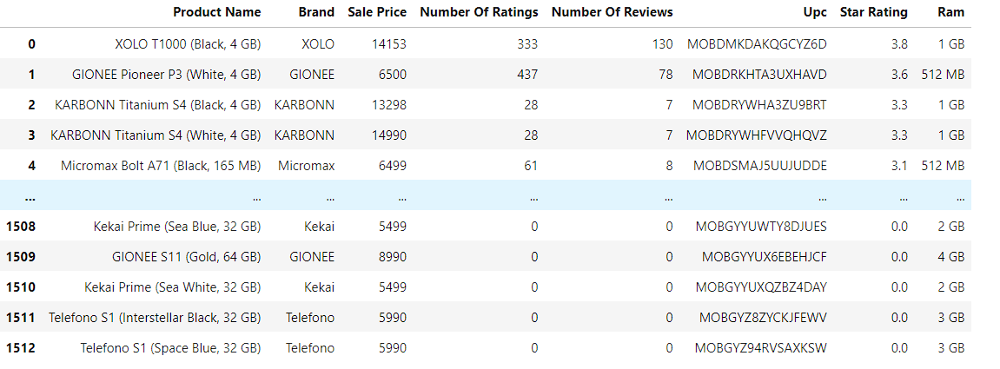 Product Name Brand Sale Price Number Of Ratings Number Of Reviews Upc Star Rating Ram
0 XOLO T1000 (Black, 4 GB) XOLO 14153 333 130 MOBDMKDAKQGCYZ6D 3.8 1 GB
1 GIONEE Pioneer P3 (White, 4 GB) GIONEE 6500 437 78 MOBDRKHTA3UXHAVD 3.6 512 MB
2 KARBONN Titanium S4 (Black, 4 GB) KARBONN 13298 28 7 MOBDRYWHA3ZU9BRT 3.3 1 GB
3 KARBONN Titanium S4 (White, 4 GB) KARBONN 14990 28 7 MOBDRYWHFVVQHQVZ 3.3 1 GB
4 Micromax Bolt A71 (Black, 165 MB) Micromax 6499 61 8 MOBDSMAJ5UUJUDDE 3.1 512 MB
... ... ... ... ... ... ... ... ...
1508 Kekai Prime (Sea Blue, 32 GB) Kekai 5499 0 0 MOBGYYUWTY8DJUES 0.0 2 GB
1509 GIONEE S11 (Gold, 64 GB) GIONEE 8990 0 0 MOBGYYUX6EBEHJCF 0.0 4 GB
1510 Kekai Prime (Sea White, 32 GB) Kekai 5499 0 0 MOBGYYUXQZBZ4DAY 0.0 2 GB
1511 Telefono S1 (Interstellar Black, 32 GB) Telefono 5990 0 0 MOBGYZ8ZYCKJFEWV 0.0 3 GB
1512 Telefono S1 (Space Blue, 32 GB) Telefono 5990 0 0 MOBGYZ94RVSAXKSW 0.0 3 GB